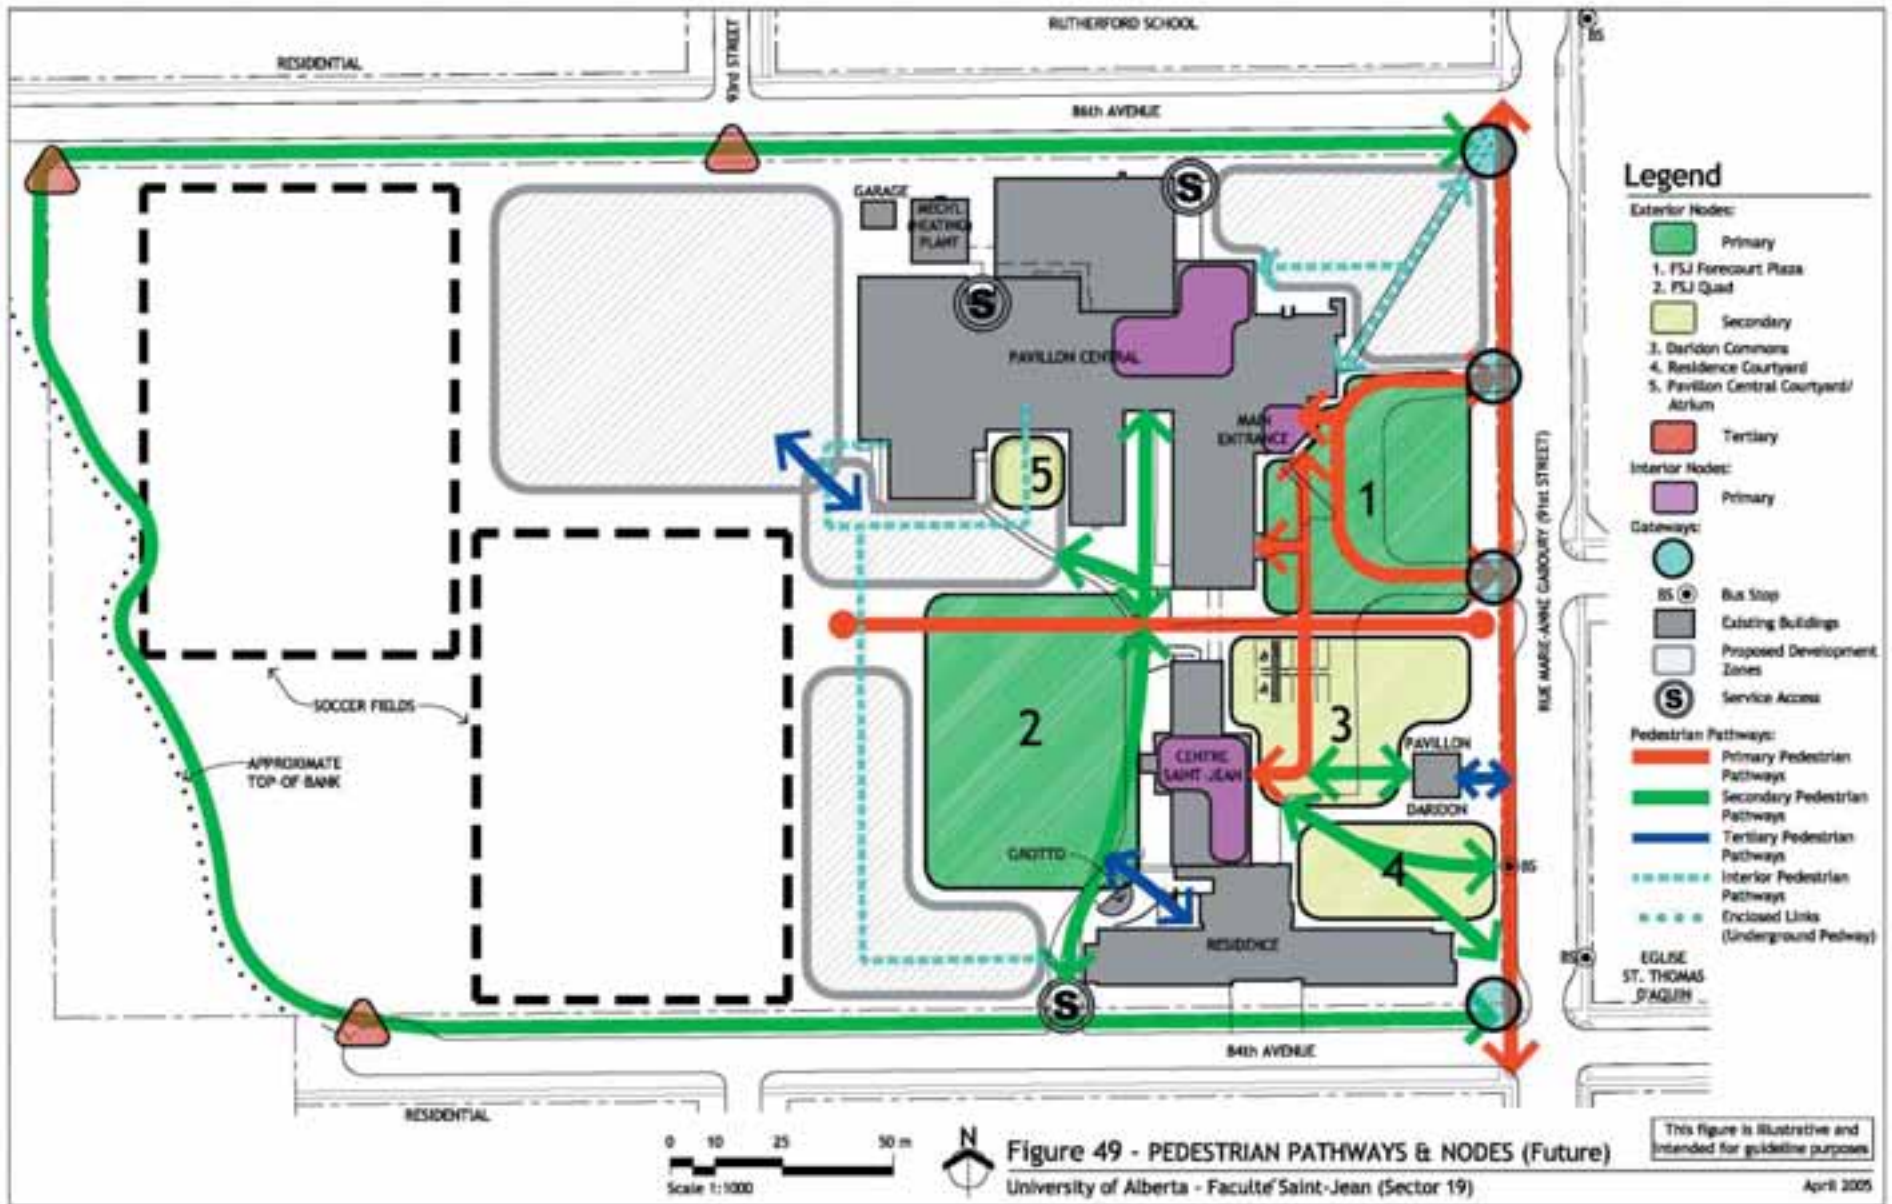 RUTHERFORD SCHOOL
BS
RESIDENTIAL
93rd STREET
86th AVENUE
GARAGE
MECH'L
(HEATING)
PLANT
S
S
PAVILLON CENTRAL
MAIN
ENTRANCE
5
1
RUE MARIE-ANNE GABOURY (91st STREET)
SOCCER FIELDS
2
3
APPROXIMATE
TOP-OF-BANK
CENTRE
SAINT-JEAN
PAVILLON
DARIDON
GROTTO
4
BS
RESIDENCE
BS
EGLISE
ST. THOMAS
D'AQUIN
S
84th AVENUE
RESIDENTIAL
Legend
Exterior Nodes:
Primary
1. FSJ Forecourt Plaza
2. FSJ Quad
Secondary
3. Daridon Commons
4. Residence Courtyard
5. Pavillon Central Courtyard/
Atrium
Tertiary
Interior Nodes:
Primary
Gateways:
BS Bus Stop
Existing Buildings
Proposed Development
Zones
S Service Access
Pedestrian Pathways:
Primary Pedestrian
Pathways
Secondary Pedestrian
Pathways
Tertiary Pedestrian
Pathways
Interior Pedestrian
Pathways
Enclosed Links
(Underground Pedway)
0 10 25 50 m
Scale 1:1000
N
Figure 49 - PEDESTRIAN PATHWAYS & NODES (Future)
University of Alberta - Faculté Saint-Jean (Sector 19)
This figure is illustrative and
intended for guideline purposes
April 2005